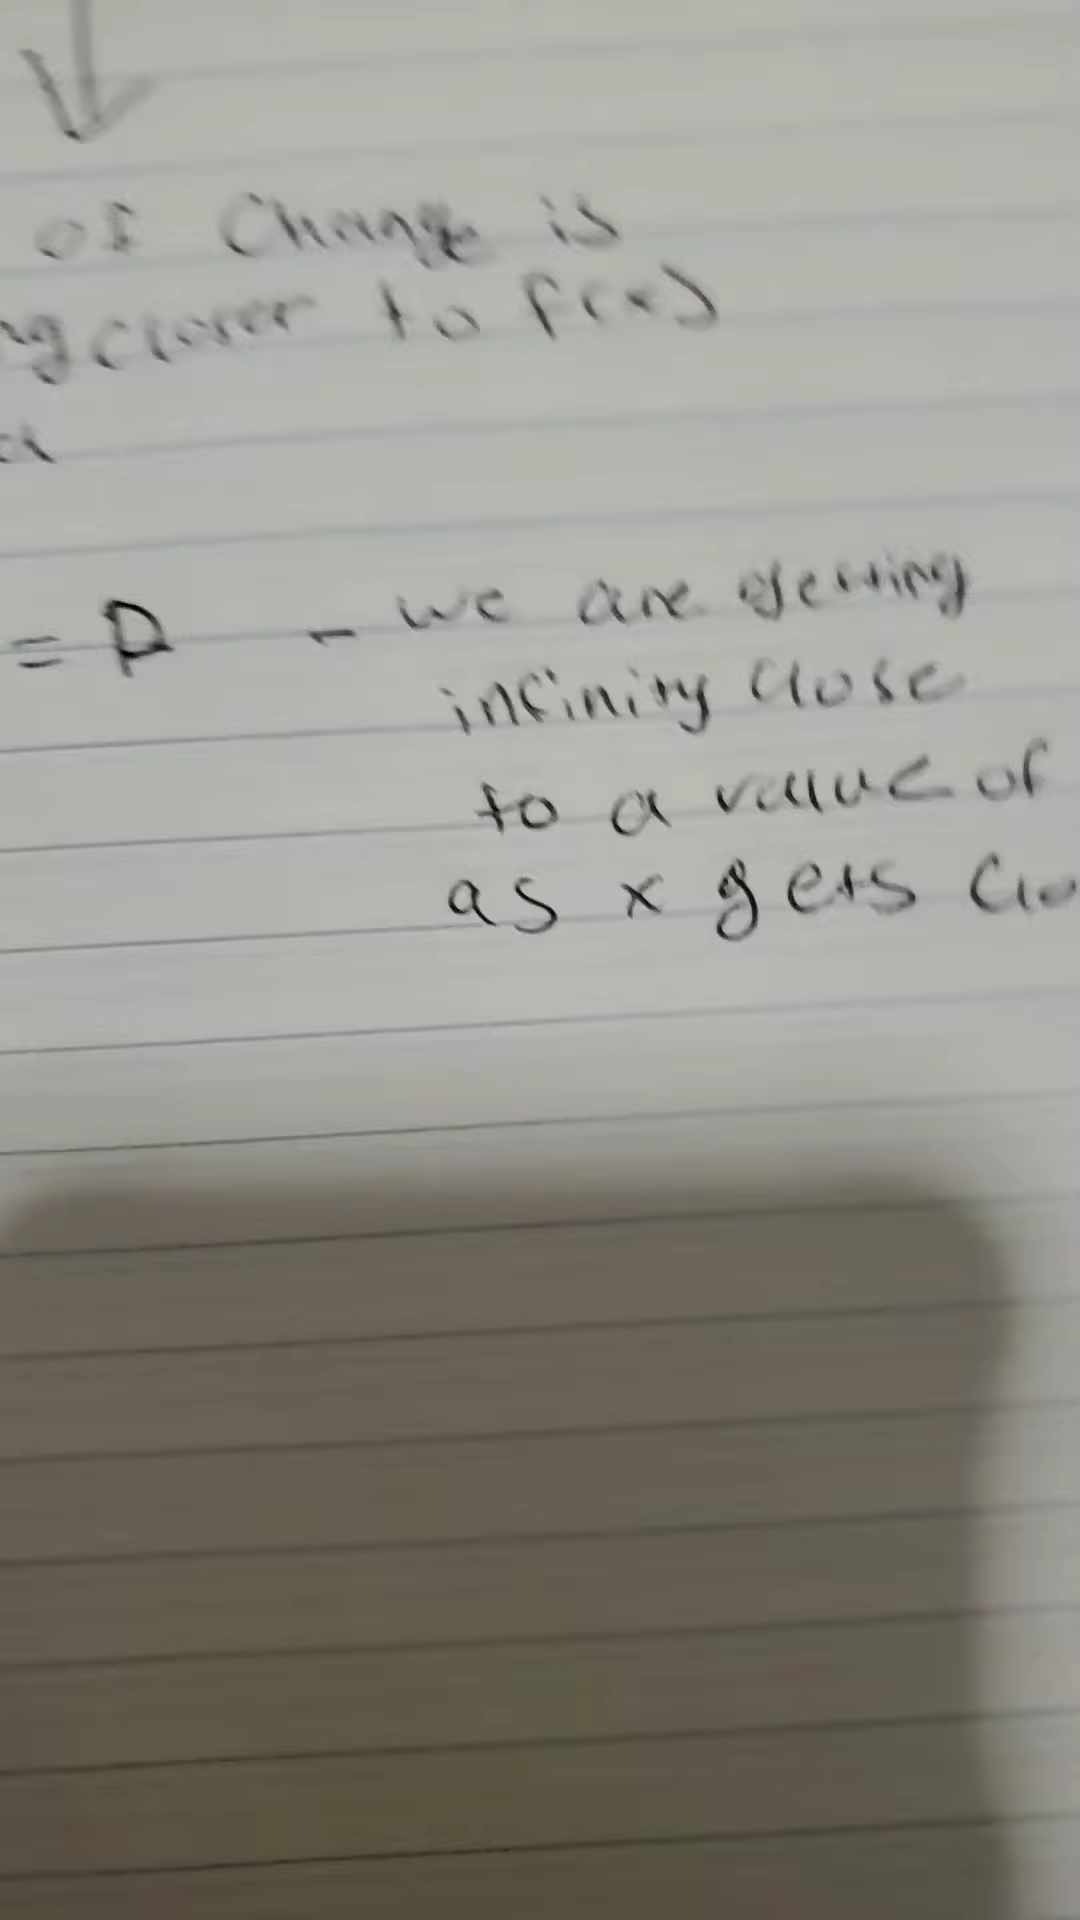 of Change is
closer to f(x)
= D - we are getting
infinity close
to a value of
as x gets